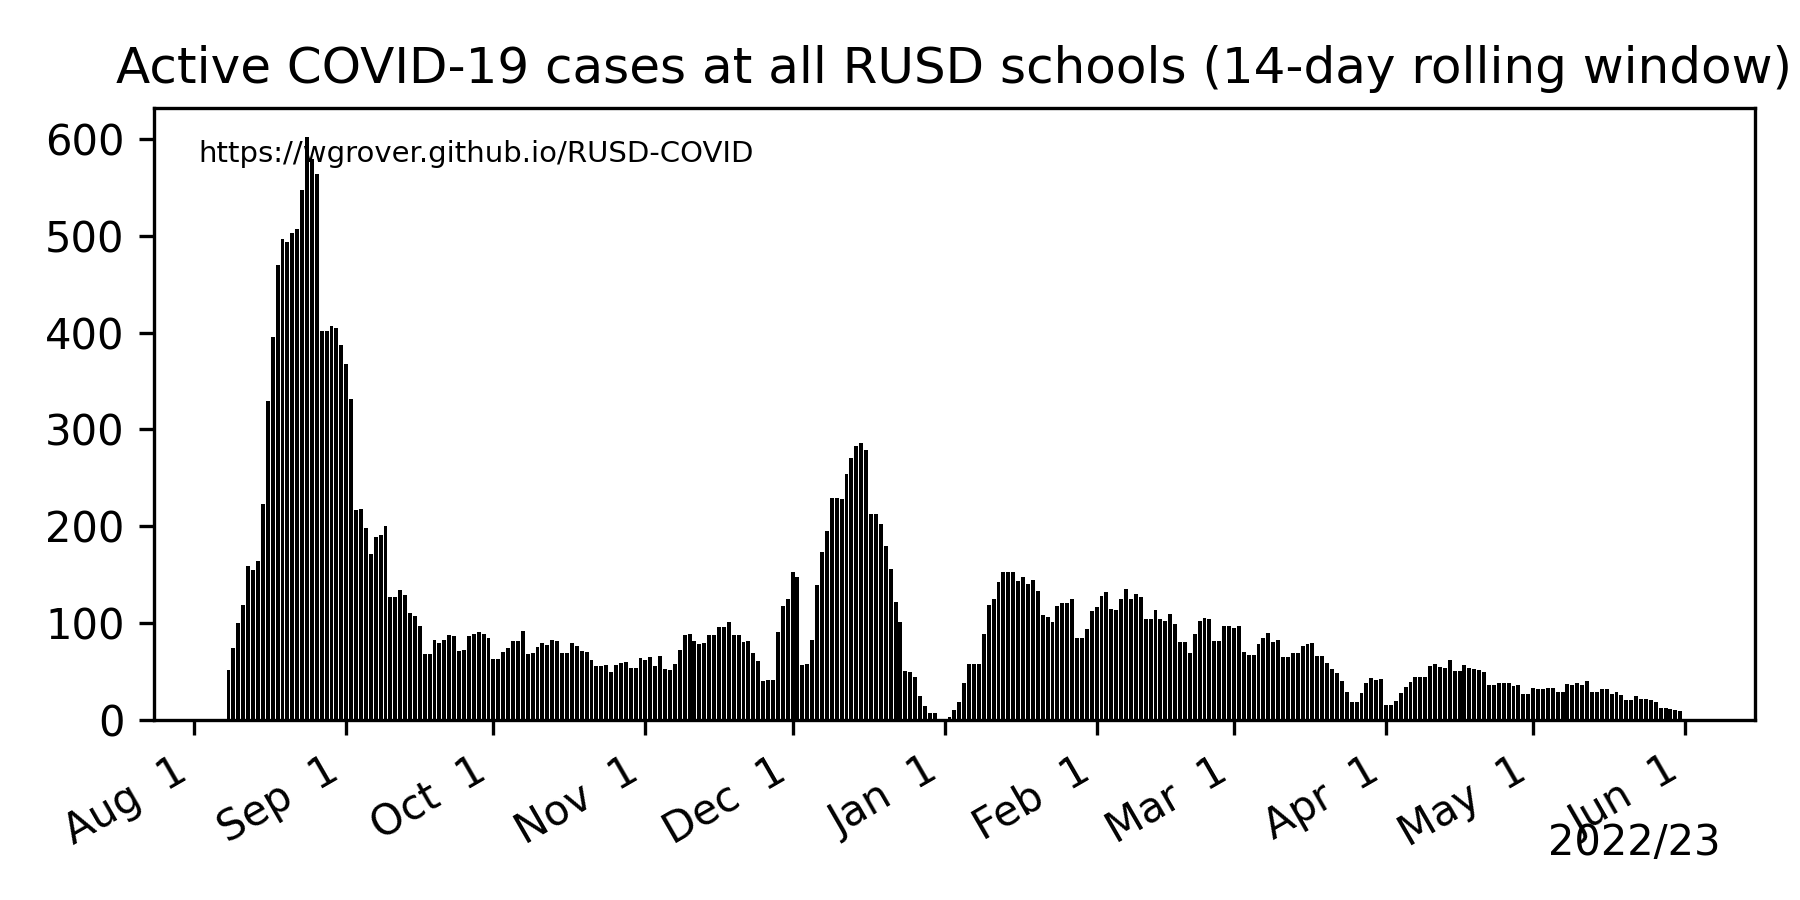 Active COVID-19 cases at all RUSD schools (14-day rolling window)
https://wgrover.github.io/RUSD-COVID
600
500
400
300
200
100
0
Aug 1
Sep 1
Oct 1
Nov 1
Dec 1
Jan 1
Feb 1
Mar 1
Apr 1
May 1
Jun 1
2022/23